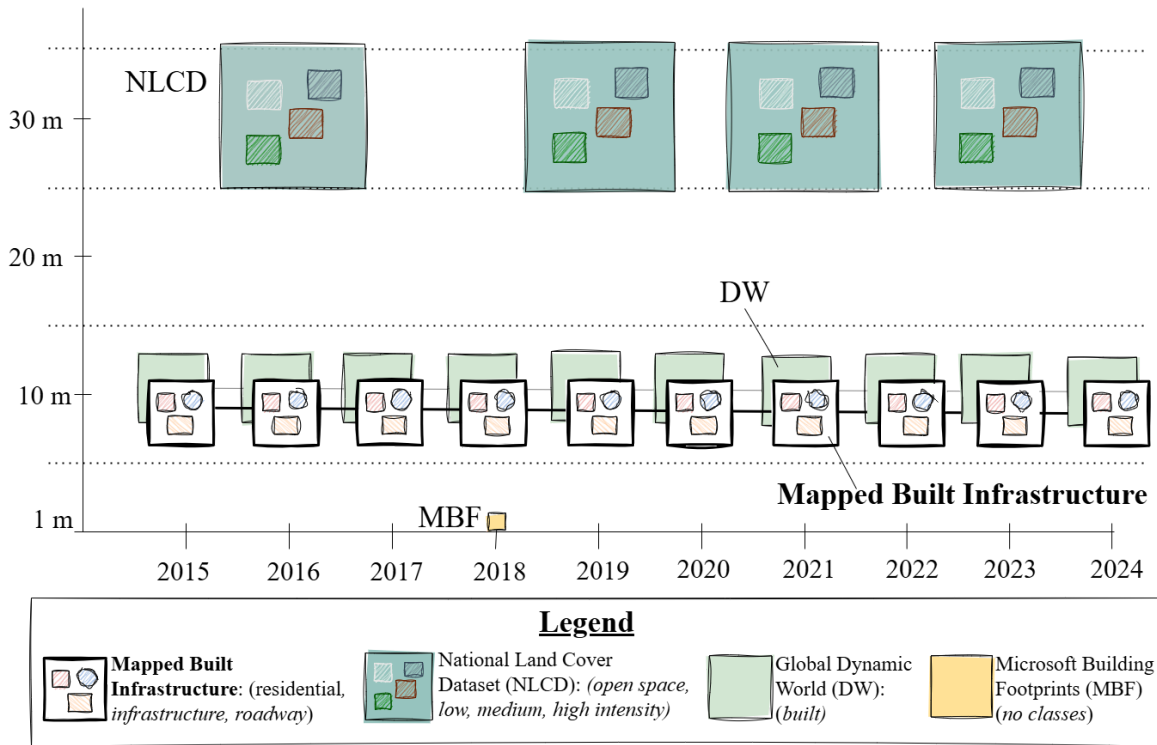 NLCD
30 m
20 m
DW
10 m
Mapped Built Infrastructure
MBF
1 m
2015 2016 2017 2018 2019 2020 2021 2022 2023 2024
Legend
Mapped Built
Infrastructure: (residential,
infrastructure, roadway)
National Land Cover
Dataset (NLCD): (open space,
low, medium, high intensity)
Global Dynamic
World (DW):
(built)
Microsoft Building
Footprints (MBF)
(no classes)